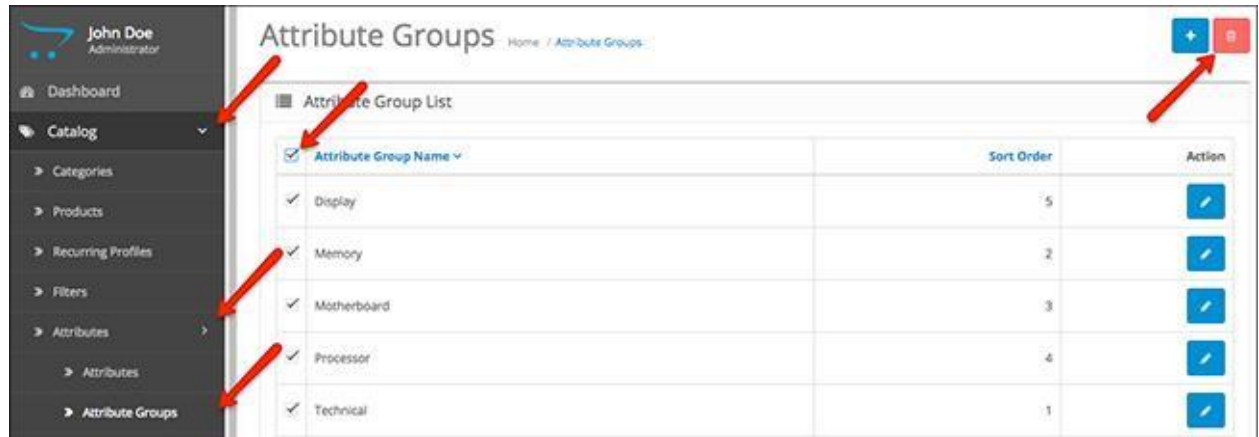 John Doe
Administrator
Dashboard
Catalog
Categories
Products
Recurring Profiles
Filters
Attributes
Attributes
Attribute Groups
Attribute Groups Home / Attribute Groups
Attribute Group List
Attribute Group Name Sort Order Action
Display 5
Memory 2
Motherboard 3
Processor 4
Technical 1